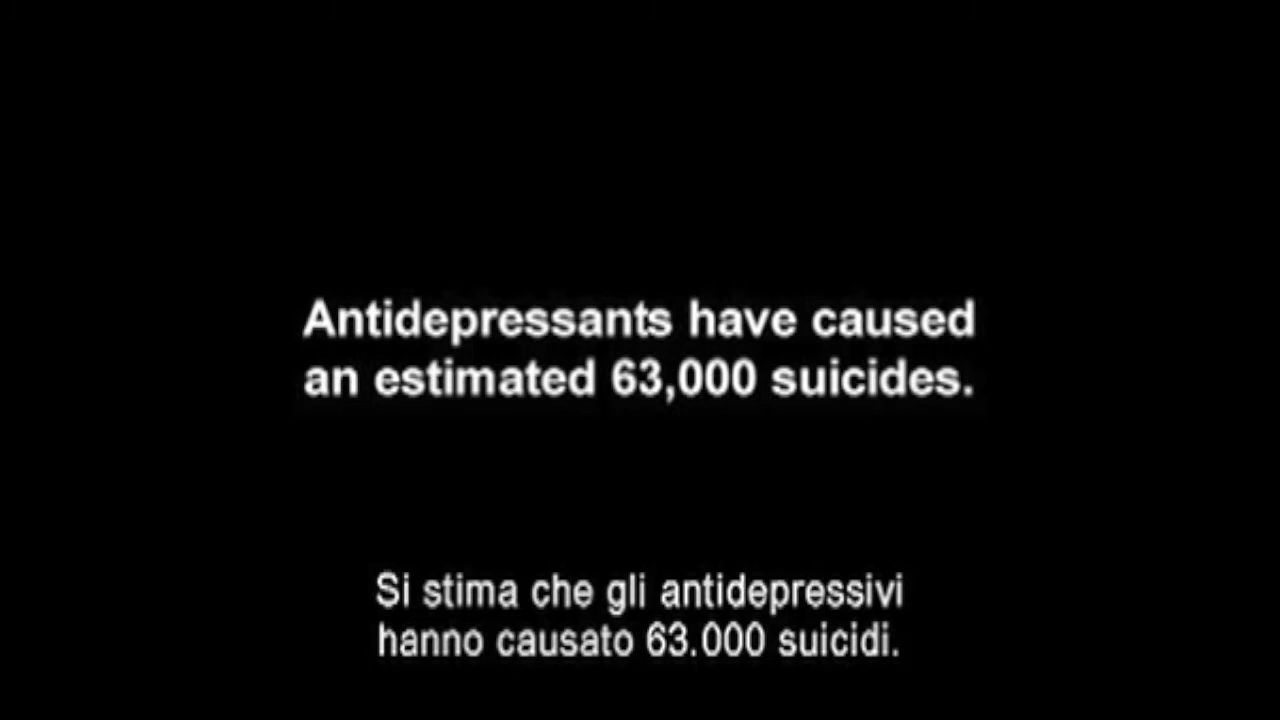 Antidepressants have caused
an estimated 63,000 suicides.
Si stima che gli antidepressivi
hanno causato 63.000 suicidi.